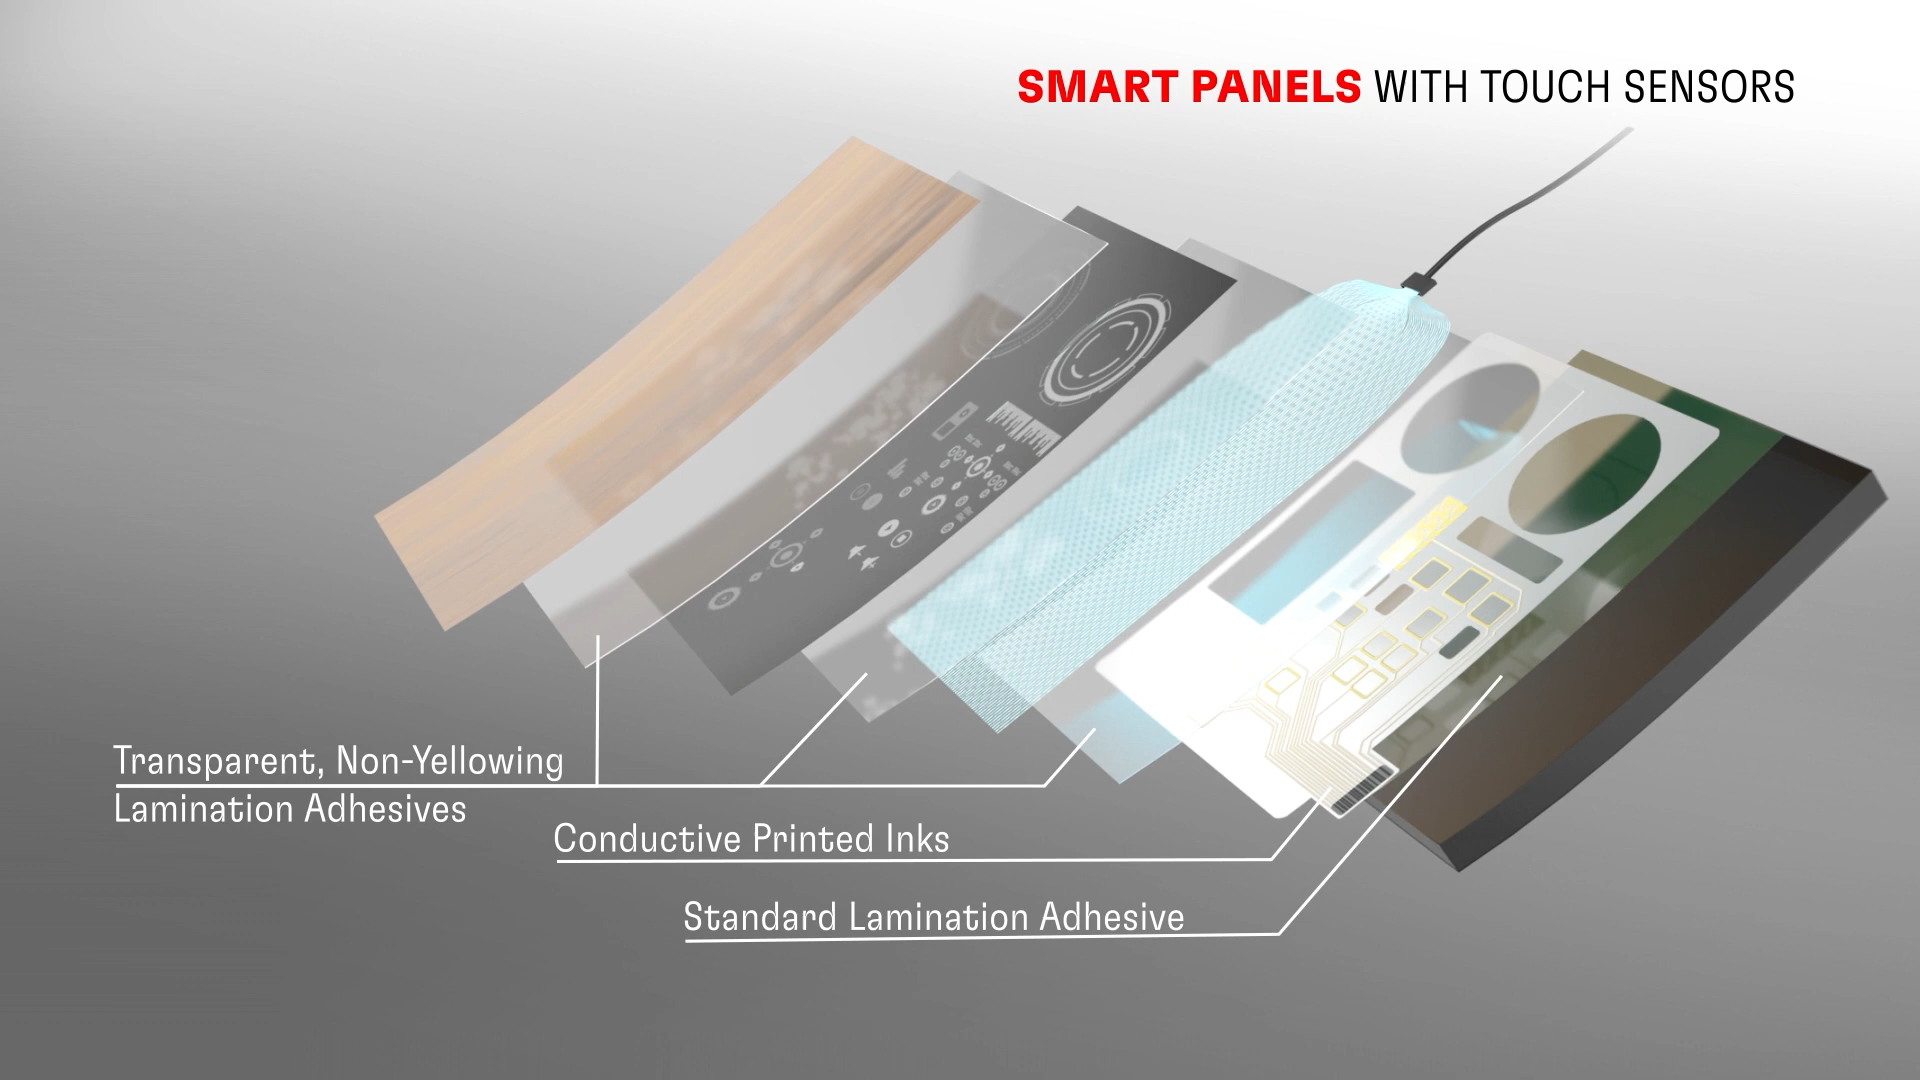 SMART PANELS WITH TOUCH SENSORS
Transparent, Non-Yellowing
Lamination Adhesives
Conductive Printed Inks
Standard Lamination Adhesive